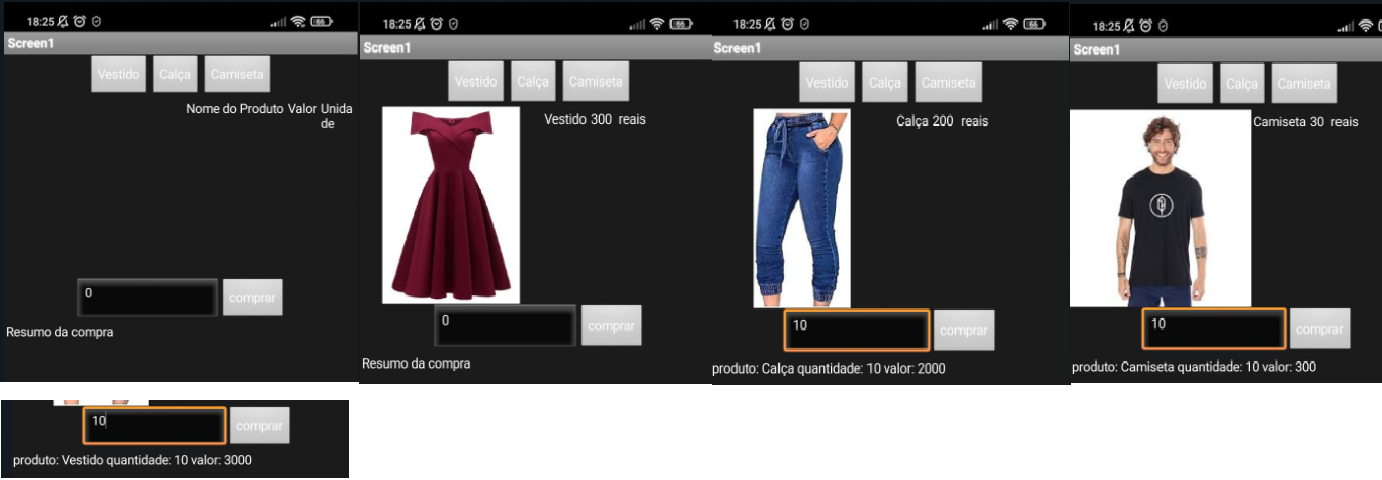 18:25
66
Screen1
Vestido Calça Camiseta
Nome do Produto Valor Unida
de
0 comprar
Resumo da compra
18:25
66
Screen1
Vestido Calça Camiseta
Vestido 300 reais
0 comprar
Resumo da compra
18:25
66
Screen1
Vestido Calça Camiseta
Calça 200 reais
10 comprar
produto: Calça quantidade: 10 valor: 2000
18:25
Screen1
Vestido Calça Camiseta
Camiseta 30 reais
10 comprar
produto: Camiseta quantidade: 10 valor: 300
10 comprar
produto: Vestido quantidade: 10 valor: 3000